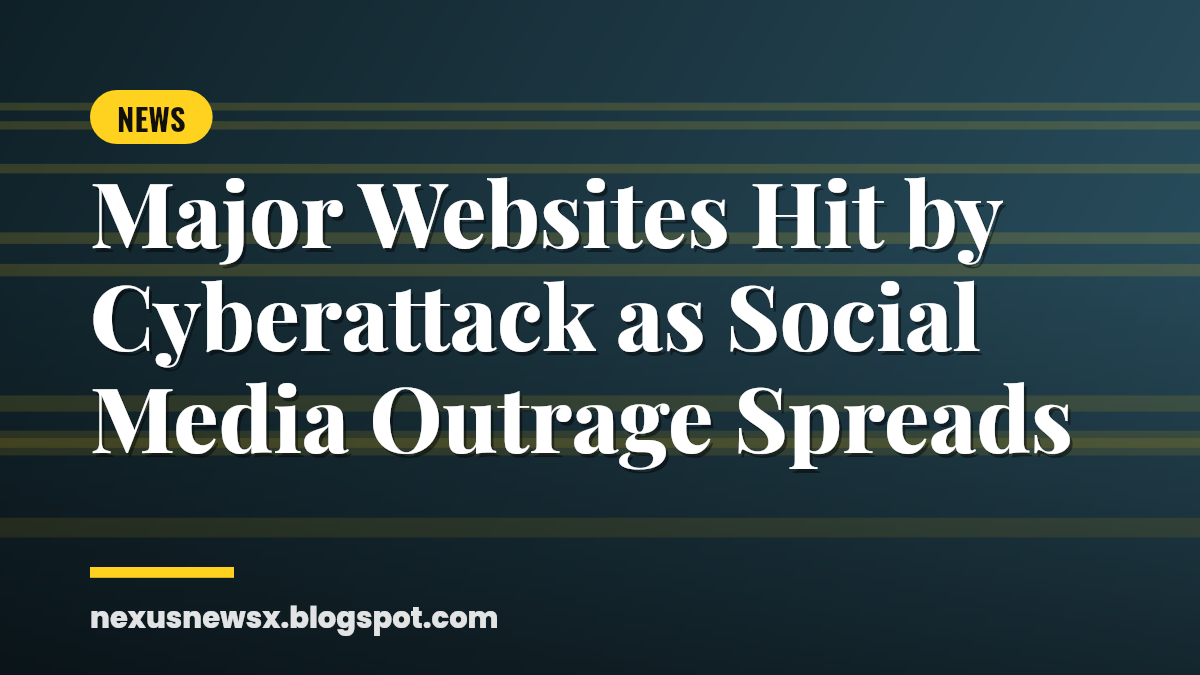 NEWS
Major Websites Hit by
Cyberattack as Social
Media Outrage Spreads
nexusnewsx.blogspot.com